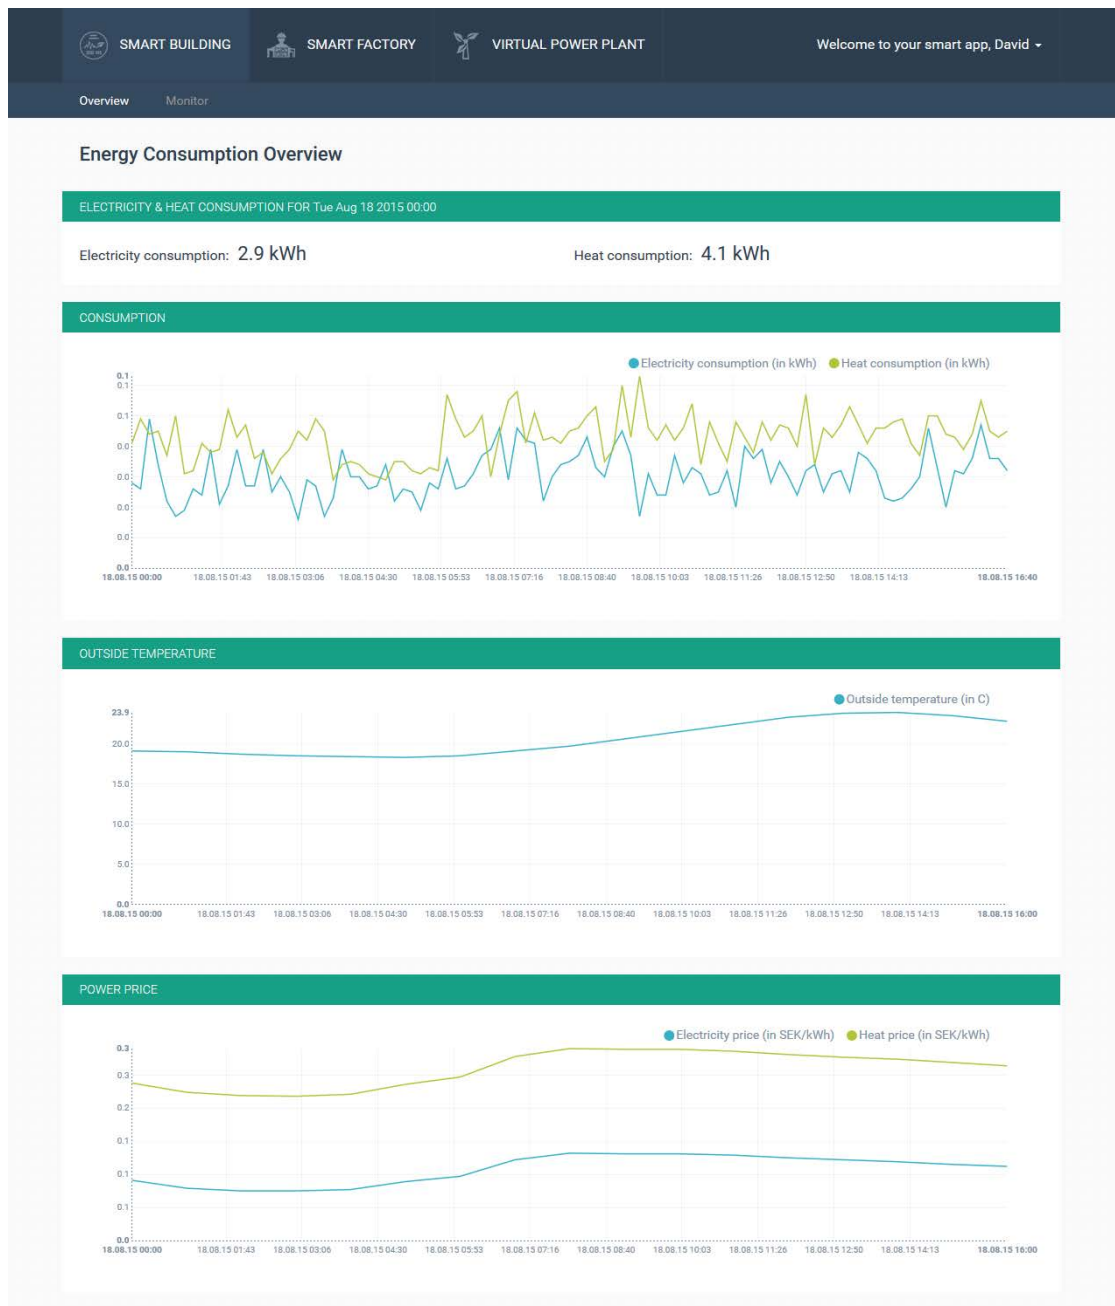 SMART BUILDING SMART FACTORY VIRTUAL POWER PLANT Welcome to your smart app, David
Overview Monitor
Energy Consumption Overview
ELECTRICITY & HEAT CONSUMPTION FOR Tue Aug 18 2015 00:00
Electricity consumption: 2.9 kWh Heat consumption: 4.1 kWh
CONSUMPTION
Electricity consumption (in kWh) Heat consumption (in kWh)
0.1
0.1
0.1
0.0
0.0
0.0
0.0
0.0
18.08.15 00:00 18.08.15 01:43 18.08.15 03:06 18.08.15 04:30 18.08.15 05:53 18.08.15 07:16 18.08.15 08:40 18.08.15 10:03 18.08.15 11:26 18.08.15 12:50 18.08.15 14:13 18.08.15 16:40
OUTSIDE TEMPERATURE
Outside temperature (in C)
23.9
20.0
15.0
10.0
5.0
0.0
18.08.15 00:00 18.08.15 01:43 18.08.15 03:06 18.08.15 04:30 18.08.15 05:53 18.08.15 07:16 18.08.15 08:40 18.08.15 10:03 18.08.15 11:26 18.08.15 12:50 18.08.15 14:13 18.08.15 16:00
POWER PRICE
Electricity price (in SEK/kWh) Heat price (in SEK/kWh)
0.3
0.3
0.2
0.1
0.1
0.1
0.0
18.08.15 00:00 18.08.15 01:43 18.08.15 03:06 18.08.15 04:30 18.08.15 05:53 18.08.15 07:16 18.08.15 08:40 18.08.15 10:03 18.08.15 11:26 18.08.15 12:50 18.08.15 14:13 18.08.15 16:00